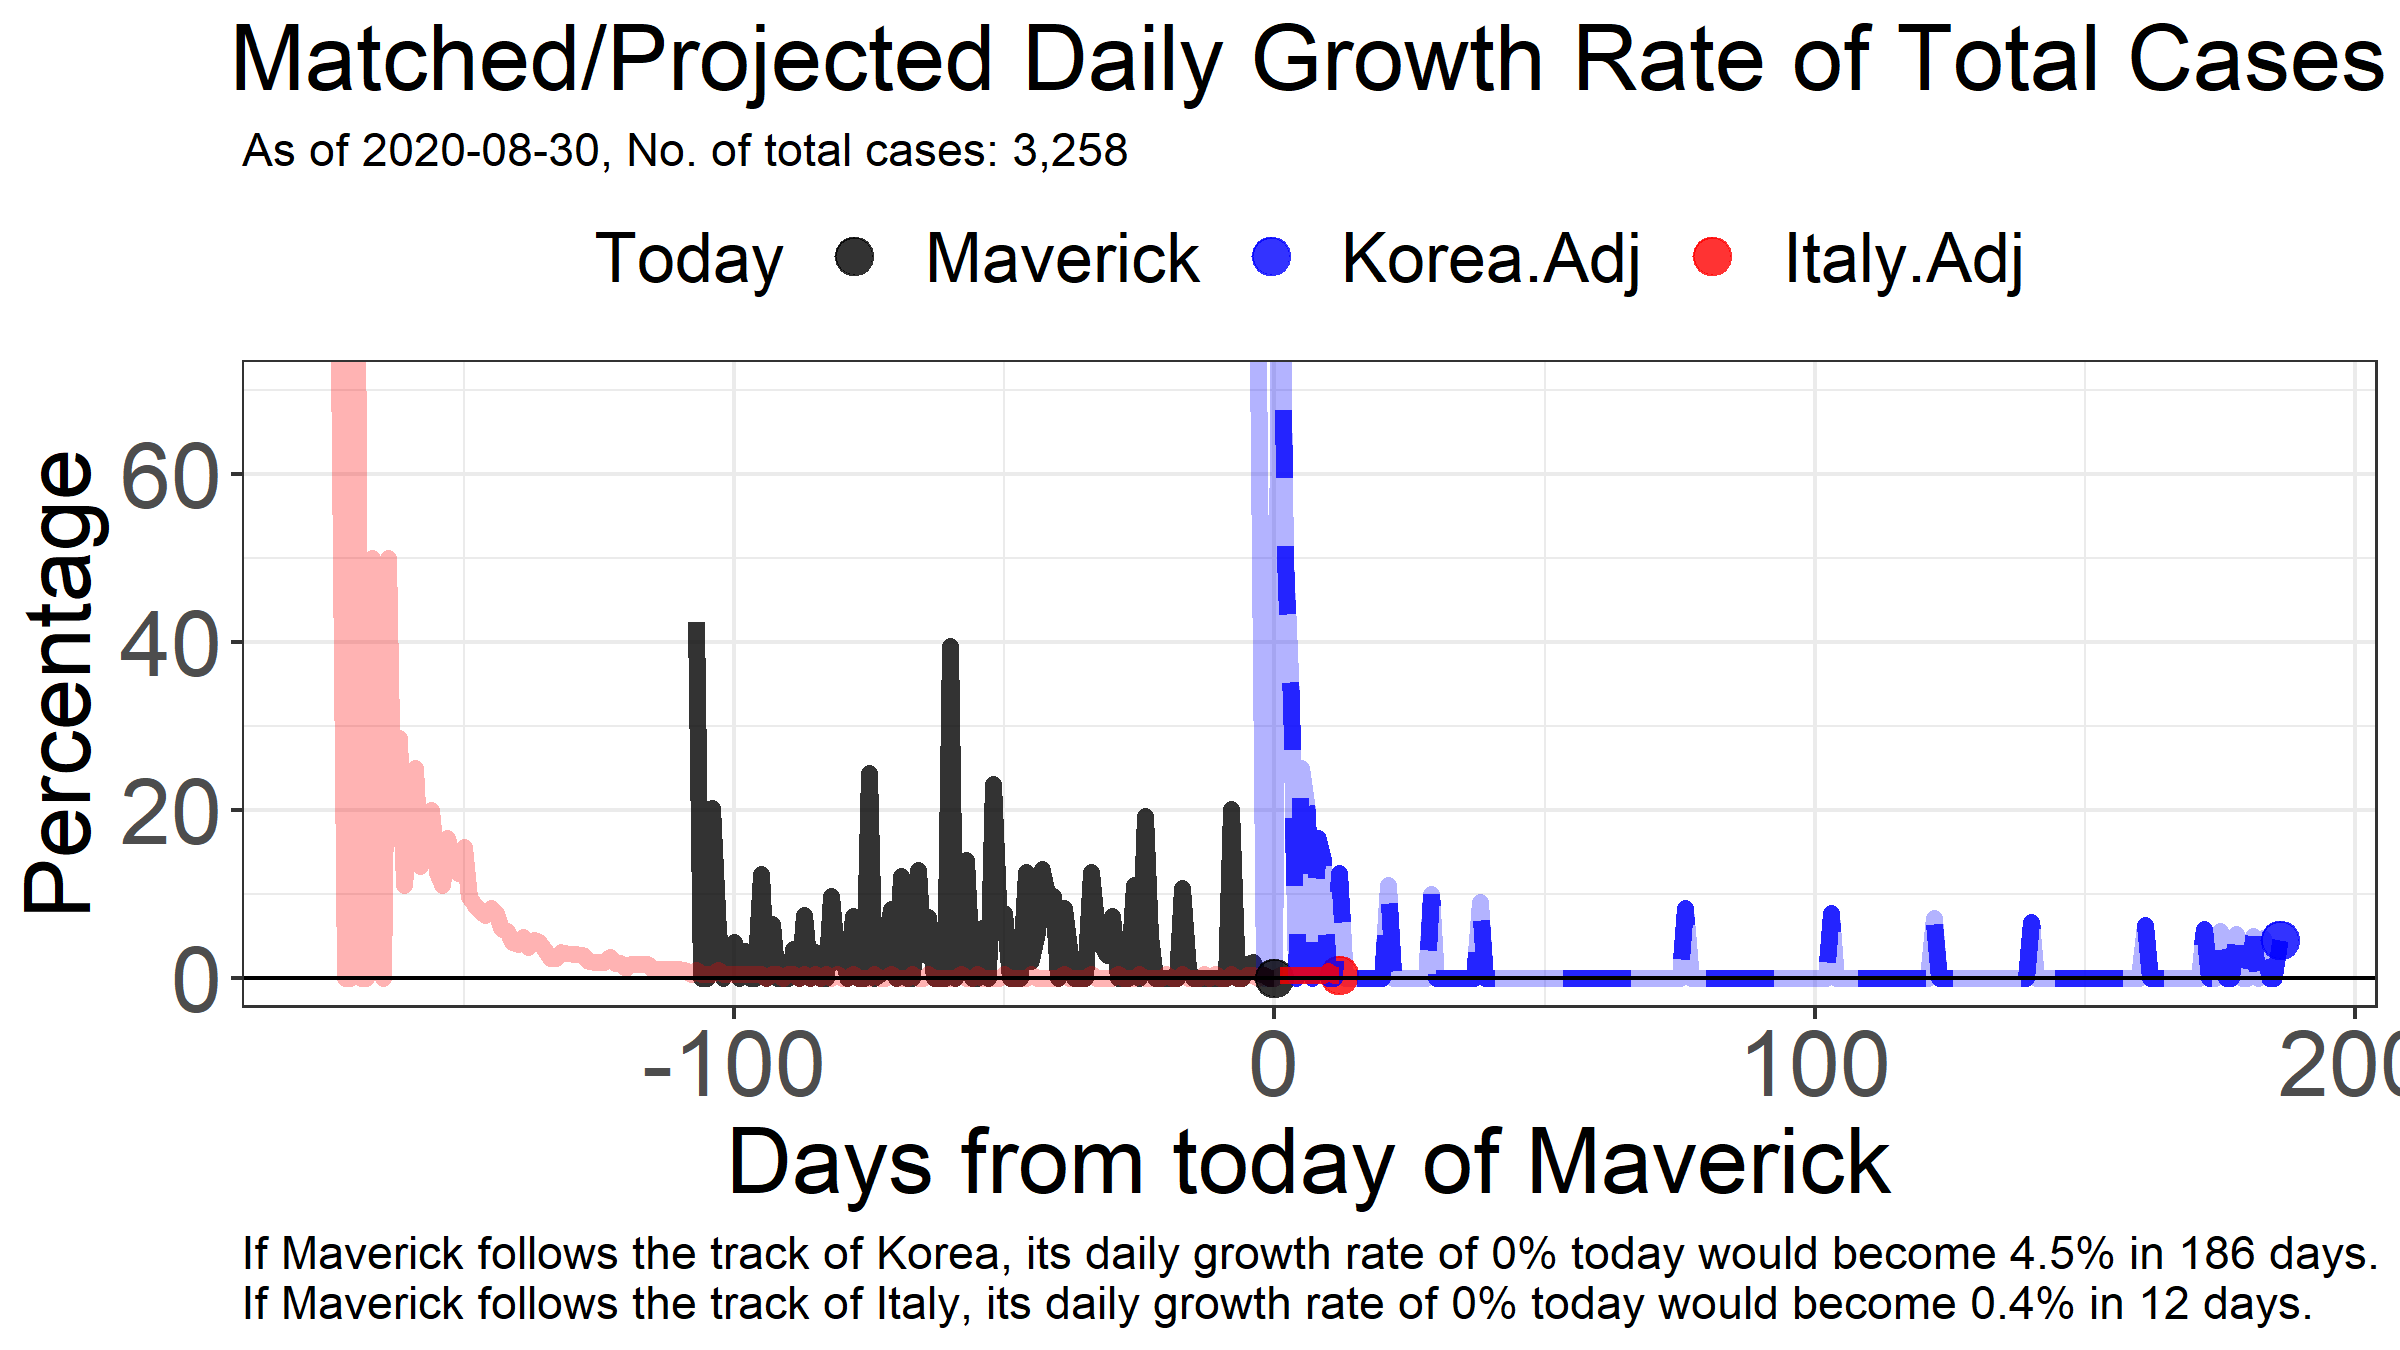 Matched/Projected Daily Growth Rate of Total Cases
As of 2020-08-30, No. of total cases: 3,258
Today Maverick Korea.Adj Italy.Adj
Percentage
60
40
20
0
-100 0 100 200
Days from today of Maverick
If Maverick follows the track of Korea, its daily growth rate of 0% today would become 4.5% in 186 days.
If Maverick follows the track of Italy, its daily growth rate of 0% today would become 0.4% in 12 days.